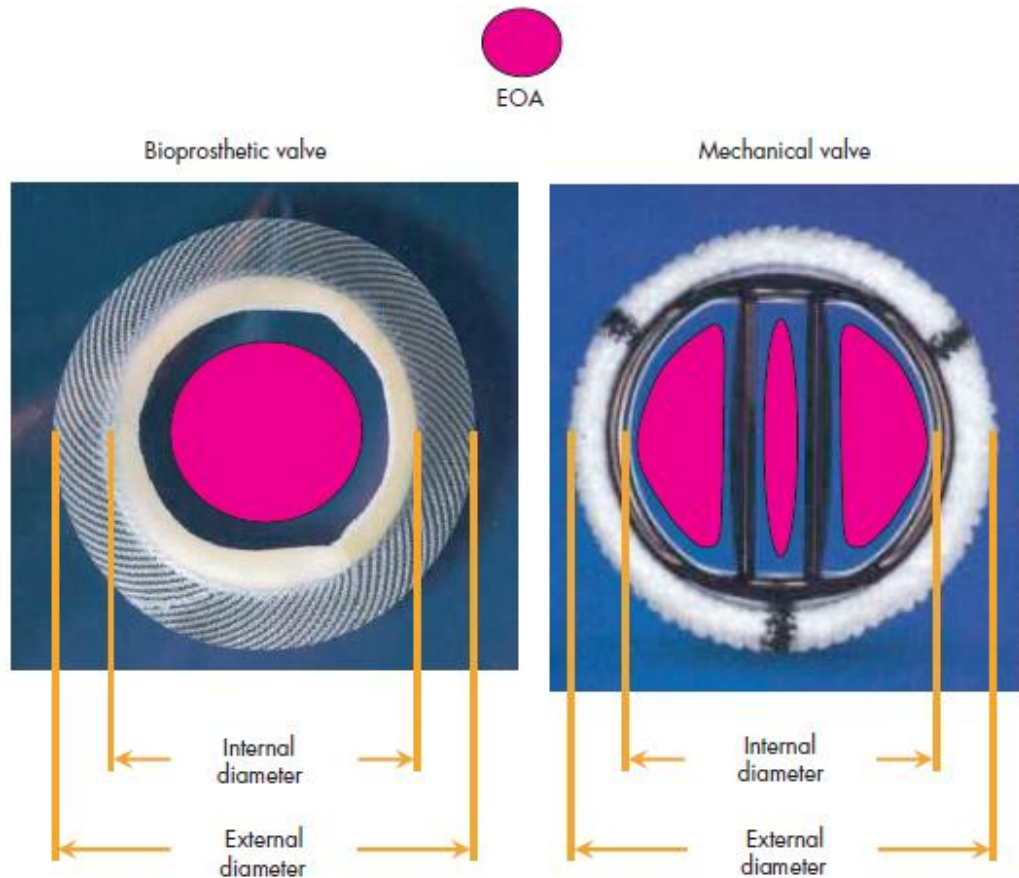 EOA
Bioprosthetic valve
Mechanical valve
Internal
diameter
Internal
diameter
External
diameter
External
diameter